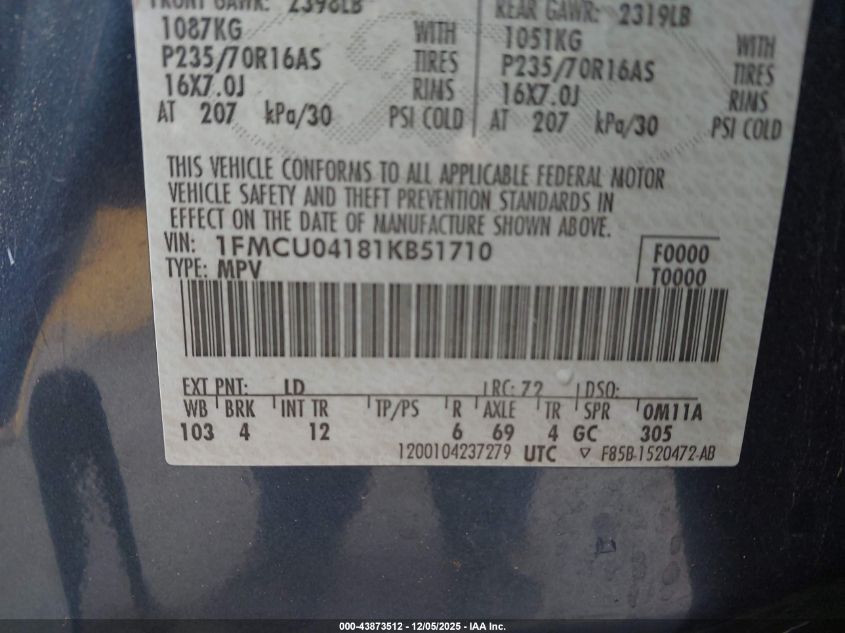 FRONT GAWR: 2398LB REAR GAWR: 2319LB
1087KG WITH 1051KG WITH
P235/70R16AS TIRES P235/70R16AS TIRES
16X7.0J RIMS 16X7.0J RIMS
AT 207 kPa/30 PSI COLD AT 207 kPa/30 PSI COLD
THIS VEHICLE CONFORMS TO ALL APPLICABLE FEDERAL MOTOR
VEHICLE SAFETY AND THEFT PREVENTION STANDARDS IN
EFFECT ON THE DATE OF MANUFACTURE SHOWN ABOVE.
VIN: 1FMCU04181KB51710 F0000
TYPE: MPV T0000
EXT PNT: LD RC: 72 DSO:
WB BRK INT TR TP/PS R AXLE TR SPR 0M11A
103 4 12 6 69 4 GC 305
1200104237279 UTC ▽ F85B-1520472-AB
000-43873512 - 12/05/2025 - IAA Inc.